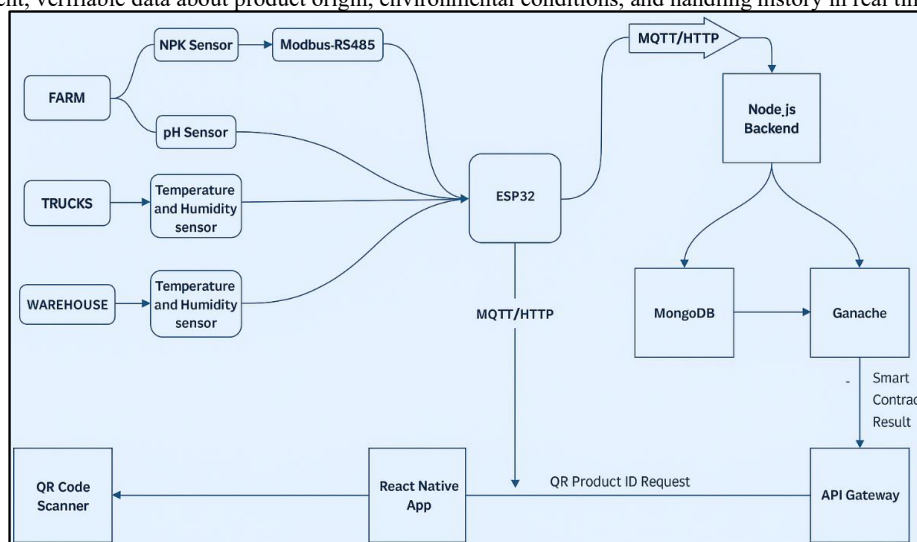 ent, verifiable data about product origin, environmental conditions, and handling history in real tim
NPK Sensor
Modbus-RS485
MQTT/HTTP
FARM
Node.js
Backend
pH Sensor
TRUCKS
Temperature
and Humidity
sensor
ESP32
WAREHOUSE
Temperature
and Humidity
sensor
MQTT/HTTP
MongoDB
Ganache
- Smart
Contrac
Result
QR Code
Scanner
React Native
App
QR Product ID Request
API Gateway